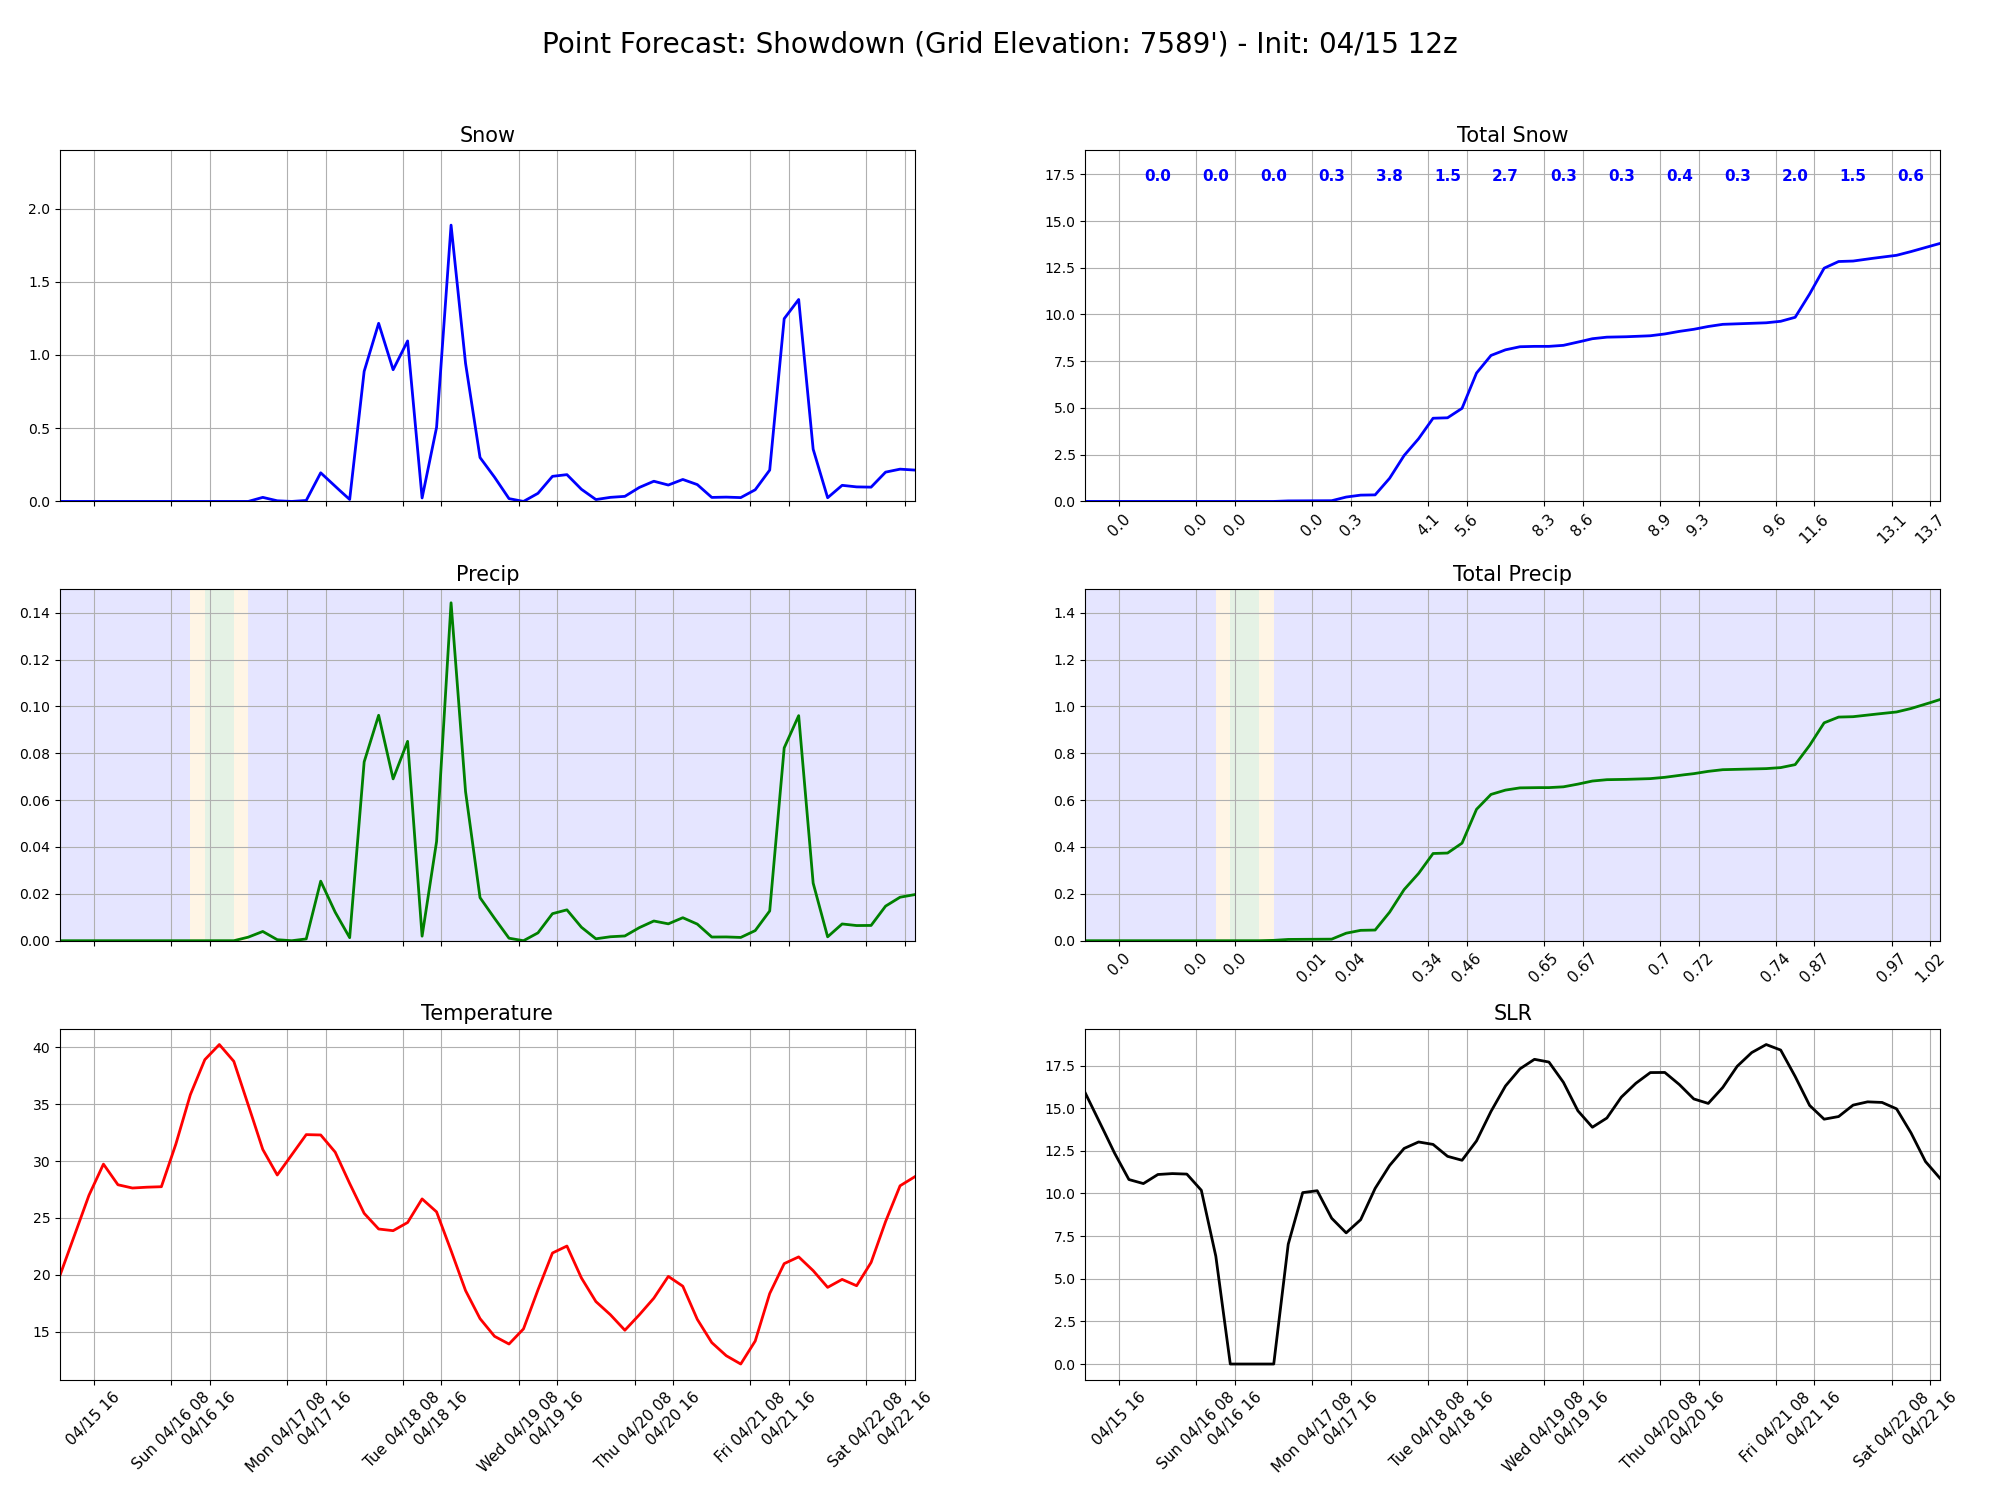 Point Forecast: Showdown (Grid Elevation: 7589') - Init: 04/15 12z
Snow
2.0
1.5
1.0
0.5
0.0
Total Snow
0.0 0.0 0.0 0.3 3.8 1.5 2.7 0.3 0.3 0.4 0.3 2.0 1.5 0.6
17.5
15.0
12.5
10.0
7.5
5.0
2.5
0.0
0.0 0.0 0.0 0.0 0.3 4.1 5.6 8.3 8.6 8.9 9.3 9.6 11.6 13.1 13.7
Precip
0.14
0.12
0.10
0.08
0.06
0.04
0.02
0.00
Total Precip
1.4
1.2
1.0
0.8
0.6
0.4
0.2
0.0
0.0 0.0 0.0 0.01 0.04 0.34 0.46 0.65 0.67 0.7 0.72 0.74 0.87 0.97 1.02
Temperature
40
35
30
25
20
15
04/15 16
Sun 04/16 08
04/16 16
Mon 04/17 08
04/17 16
Tue 04/18 08
04/18 16
Wed 04/19 08
04/19 16
Thu 04/20 08
04/20 16
Fri 04/21 08
04/21 16
Sat 04/22 08
04/22 16
SLR
17.5
15.0
12.5
10.0
7.5
5.0
2.5
0.0
04/15 16
Sun 04/16 08
04/16 16
Mon 04/17 08
04/17 16
Tue 04/18 08
04/18 16
Wed 04/19 08
04/19 16
Thu 04/20 08
04/20 16
Fri 04/21 08
04/21 16
Sat 04/22 08
04/22 16